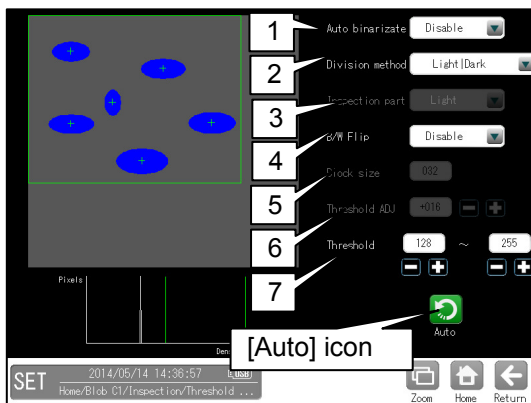 1 Auto binarizate Disable
2 Division method Light|Dark
3 Inspection part Light
4 B/W Flip Disable
5 Block size 032
6 Threshold ADJ +016
7 Threshold 128 ~ 255
Pixels
[Auto] icon
Auto
SET 2014/05/14 14:36:57 USB
Home/Blob C1/Inspection/Threshold ...
Zoom Home Return